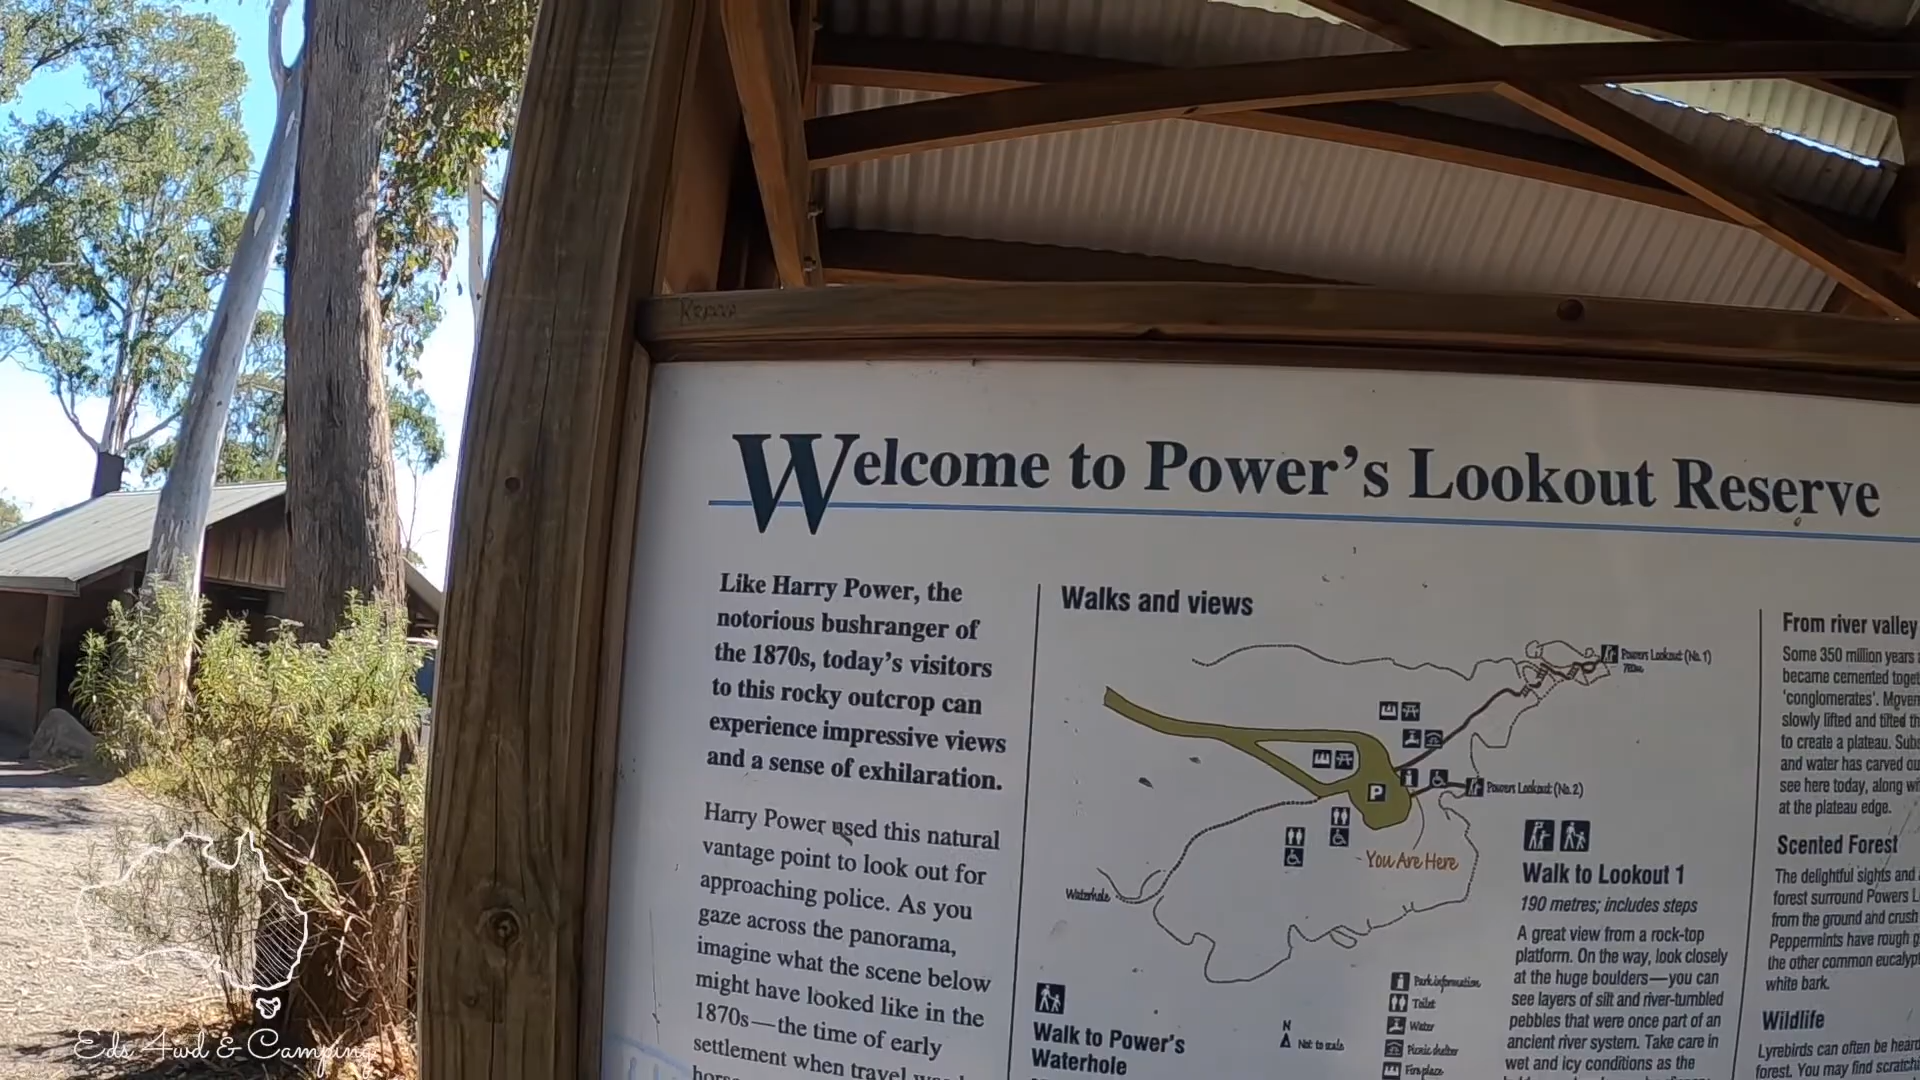 Welcome to Power's Lookout Reserve
Like Harry Power, the
notorious bushranger of
the 1870s, today's visitors
to this rocky outcrop can
experience impressive views
and a sense of exhilaration.
Harry Power used this natural
vantage point to look out for
approaching police. As you
gaze across the panorama,
imagine what the scene below
might have looked like in the
1870s—the time of early
settlement when travel
Walks and views
Powers Lookout (No. 1)
Powers Lookout (No. 2)
P
You Are Here
Waterhole
Walk to Power's
Waterhole
N
Not to scale
Park information
Toilet
Water
Picnic shelter
Fireplace
Walk to Lookout 1
190 metres; includes steps
A great view from a rock-top
platform. On the way, look closely
at the huge boulders—you can
see layers of silt and river-tumbled
pebbles that were once part of an
ancient river system. Take care in
wet and icy conditions as the
From river valley
Some 350 million years
became cemented
'conglomerates'.
slowly lifted and tilted
to create a plateau.
and water has carved
see here today, along
at the plateau edge.
Scented Forest
The delightful sights and
forest surround Powers
from the ground and crush
Peppermints have rough
the other common
white bark.
Wildlife
Lyrebirds can often be heard
forest. You may find
Eds 4wd & Camping